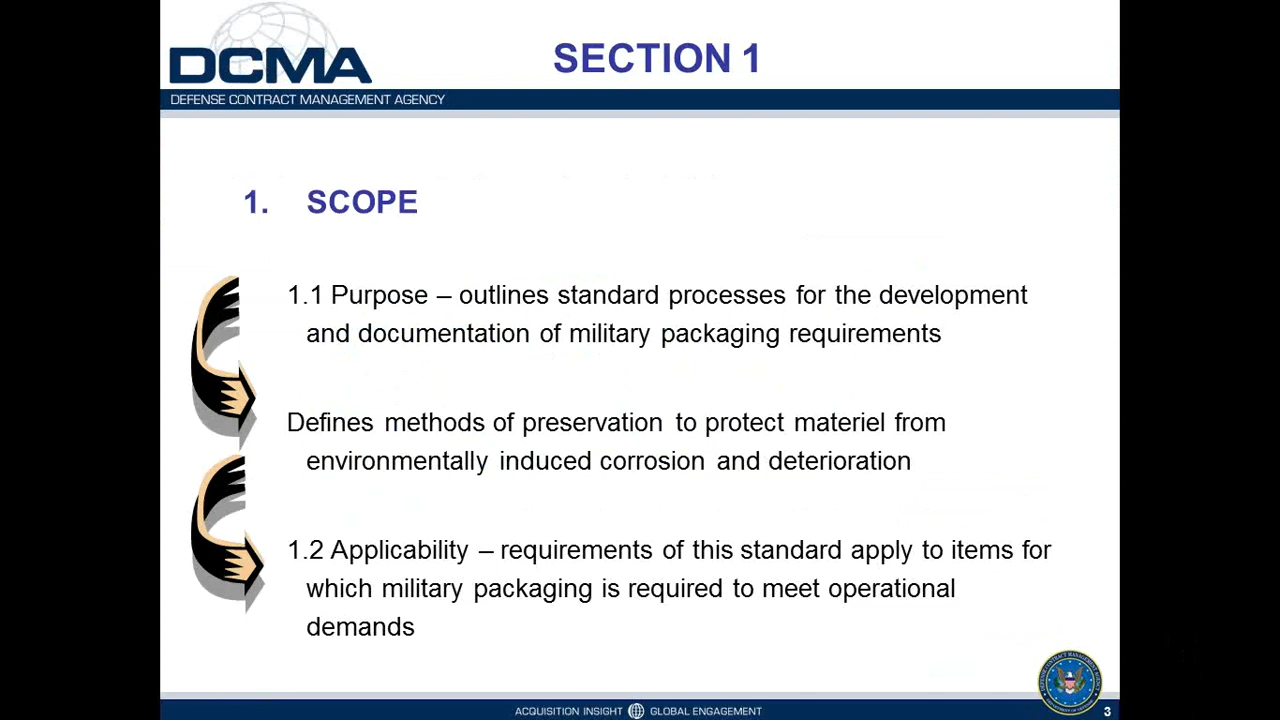 DCMA
SECTION 1
DEFENSE CONTRACT MANAGEMENT AGENCY
1. SCOPE
1.1 Purpose – outlines standard processes for the development
and documentation of military packaging requirements
Defines methods of preservation to protect materiel from
environmentally induced corrosion and deterioration
1.2 Applicability – requirements of this standard apply to items for
which military packaging is required to meet operational
demands
ACQUISITION INSIGHT GLOBAL ENGAGEMENT
3